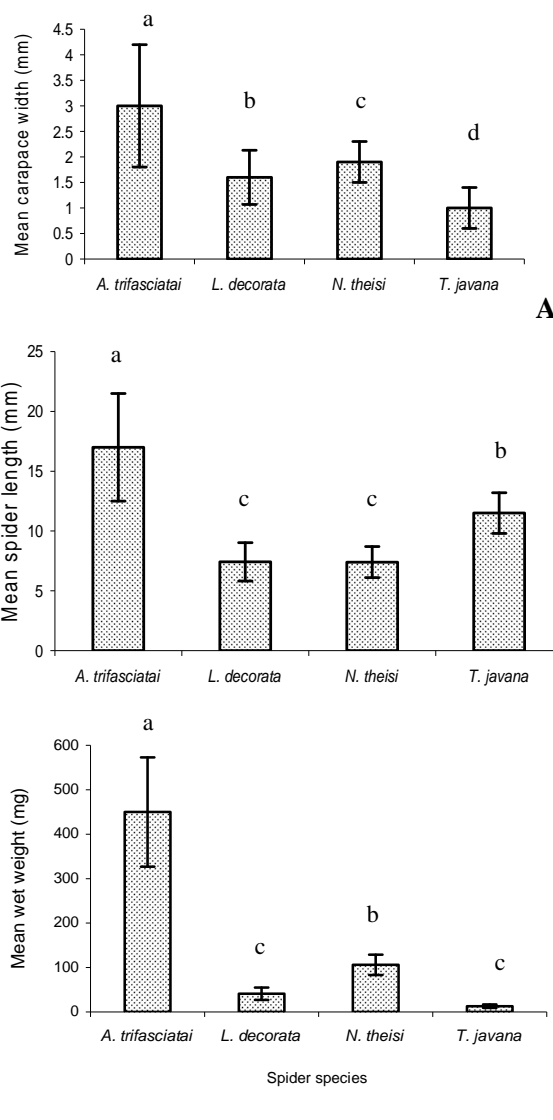 a
4.5
4
3.5
3
2.5
2
1.5
1
0.5
0
Mean carapace width (mm)
b
c
d
A. trifasciatai L. decorata N. theisi T. javana
A
25
20
15
10
5
0
Mean spider length (mm)
a
c
c
b
A. trifasciatai L. decorata N. theisi T. javana
a
600
500
400
300
200
100
0
Mean wet weight (mg)
c
b
c
A. trifasciatai L. decorata N. theisi T. javana
Spider species